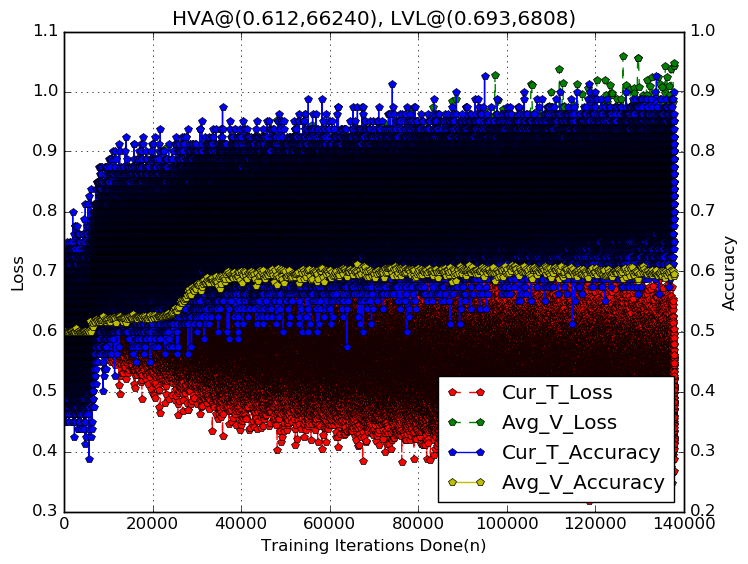 HVA@(0.612,66240), LVL@(0.693,6808)
1.1
1.0
0.9
0.8
0.7
0.6
0.5
0.4
0.3
Loss
1.0
0.9
0.8
0.7
0.6
0.5
0.4
0.3
0.2
Accuracy
Cur_T_Loss
Avg_V_Loss
Cur_T_Accuracy
Avg_V_Accuracy
0 20000 40000 60000 80000 100000 120000 140000
Training Iterations Done(n)